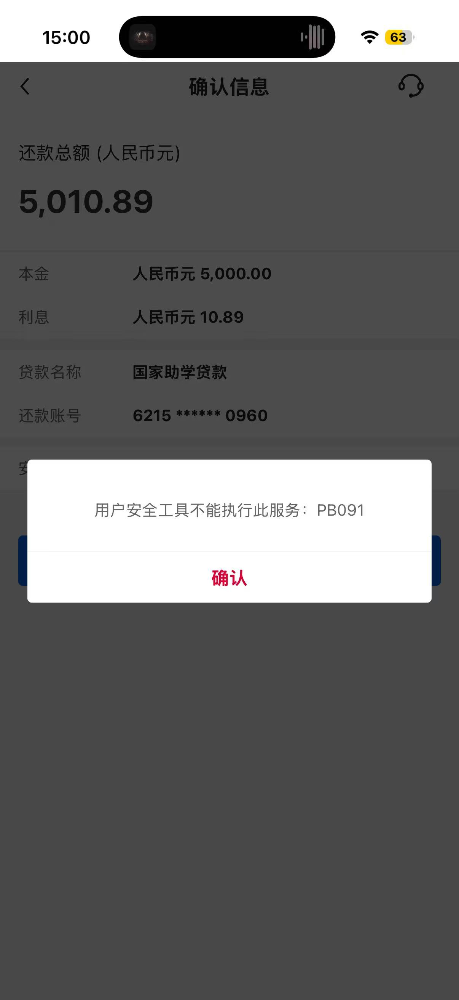 15:00
63
确认信息
还款总额 (人民币元)
5,010.89
本金 人民币元 5,000.00
利息 人民币元 10.89
贷款名称 国家助学贷款
还款账号 6215 ****** 0960
用户安全工具不能执行此服务：PB091
确认